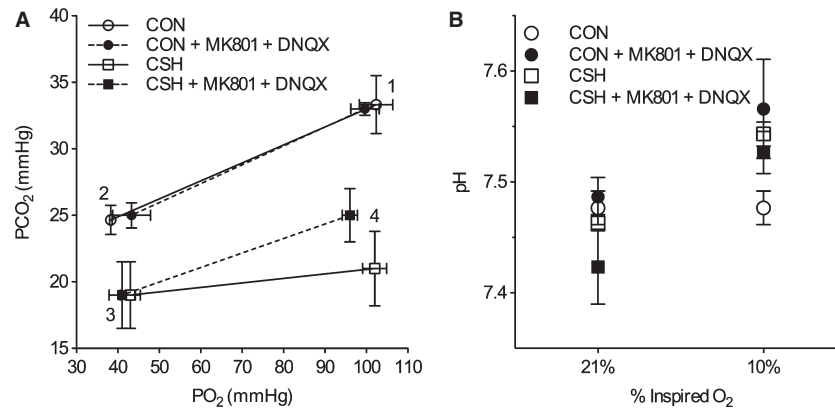 A
CON
CON + MK801 + DNQX
CSH
CSH + MK801 + DNQX
40
35
30
25
20
15
PCO₂ (mmHg)
1
2
3
4
30 40 50 60 70 80 90 100 110
PO₂ (mmHg)
B
CON
CON + MK801 + DNQX
CSH
CSH + MK801 + DNQX
7.6
7.5
7.4
pH
21% 10%
% Inspired O₂